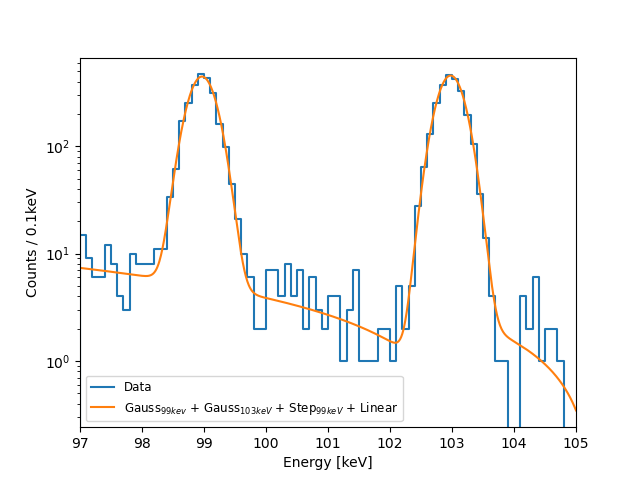 10²
10¹
10⁰
Counts / 0.1keV
Data
Gauss₉₉ₖₑᵥ + Gauss₁₀₃ₖₑV + Step₉₉ₖₑV + Linear
97 98 99 100 101 102 103 104 105
Energy [keV]